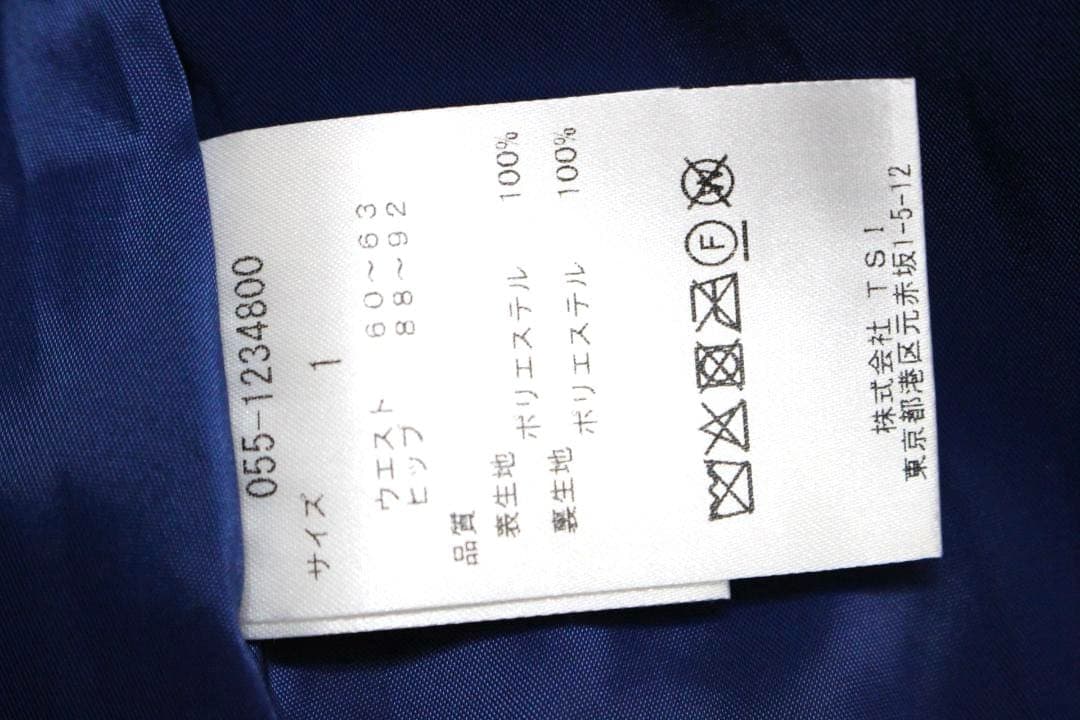 055-1234800
サイズ 1
ウエスト 60～63
ヒップ 88～92
品質
表生地 ポリエステル 100%
裏生地 ポリエステル 100%
F
W
株式会社 TSI
東京都港区元赤坂1-5-12